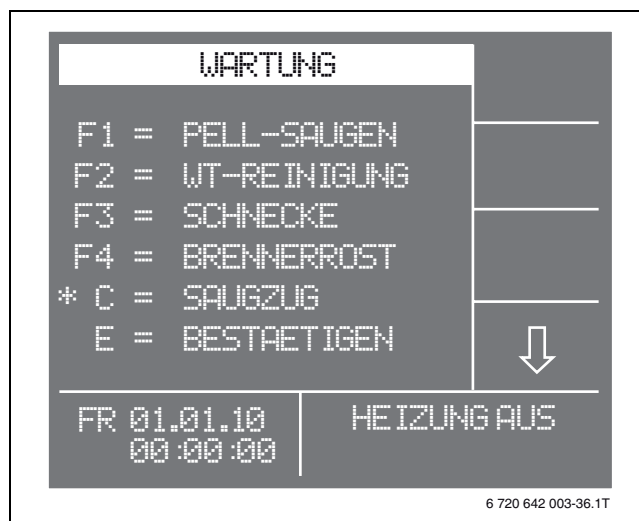 WARTUNG
F1 = PELL-SAUGEN
F2 = WT-REINIGUNG
F3 = SCHNECKE
F4 = BRENNERROST
* C = SAUGZUG
E = BESTAETIGEN
FR 01.01.10
00:00:00
HEIZUNG AUS
6 720 642 003-36.1T